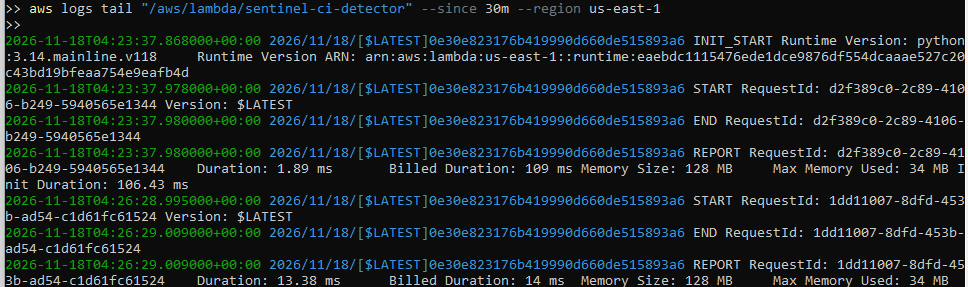 >> aws logs tail "/aws/lambda/sentinel-ci-detector" --since 30m --region us-east-1
>>
2026-11-18T04:23:37.868000+00:00 2026/11/18/[$LATEST]0e30e823176b419990d660de515893a6 INIT_START Runtime Version: python
:3.14.mainline.v118    Runtime Version ARN: arn:aws:lambda:us-east-1::runtime:eaebdc1115476ede1dce9876df554dcaaae527c20
c43bd19bfeaa754e9eafb4d
2026-11-18T04:23:37.978000+00:00 2026/11/18/[$LATEST]0e30e823176b419990d660de515893a6 START RequestId: d2f389c0-2c89-410
6-b249-5940565e1344 Version: $LATEST
2026-11-18T04:23:37.980000+00:00 2026/11/18/[$LATEST]0e30e823176b419990d660de515893a6 END RequestId: d2f389c0-2c89-4106-
b249-5940565e1344
2026-11-18T04:23:37.980000+00:00 2026/11/18/[$LATEST]0e30e823176b419990d660de515893a6 REPORT RequestId: d2f389c0-2c89-41
06-b249-5940565e1344    Duration: 1.89 ms       Billed Duration: 109 ms Memory Size: 128 MB     Max Memory Used: 34 MB I
nit Duration: 106.43 ms
2026-11-18T04:26:28.995000+00:00 2026/11/18/[$LATEST]0e30e823176b419990d660de515893a6 START RequestId: 1dd11007-8dfd-453
b-ad54-c1d61fc61524 Version: $LATEST
2026-11-18T04:26:29.009000+00:00 2026/11/18/[$LATEST]0e30e823176b419990d660de515893a6 END RequestId: 1dd11007-8dfd-453b-
ad54-c1d61fc61524
2026-11-18T04:26:29.009000+00:00 2026/11/18/[$LATEST]0e30e823176b419990d660de515893a6 REPORT RequestId: 1dd11007-8dfd-45
3b-ad54-c1d61fc61524    Duration: 13.38 ms      Billed Duration: 14 ms  Memory Size: 128 MB     Max Memory Used: 34 MB